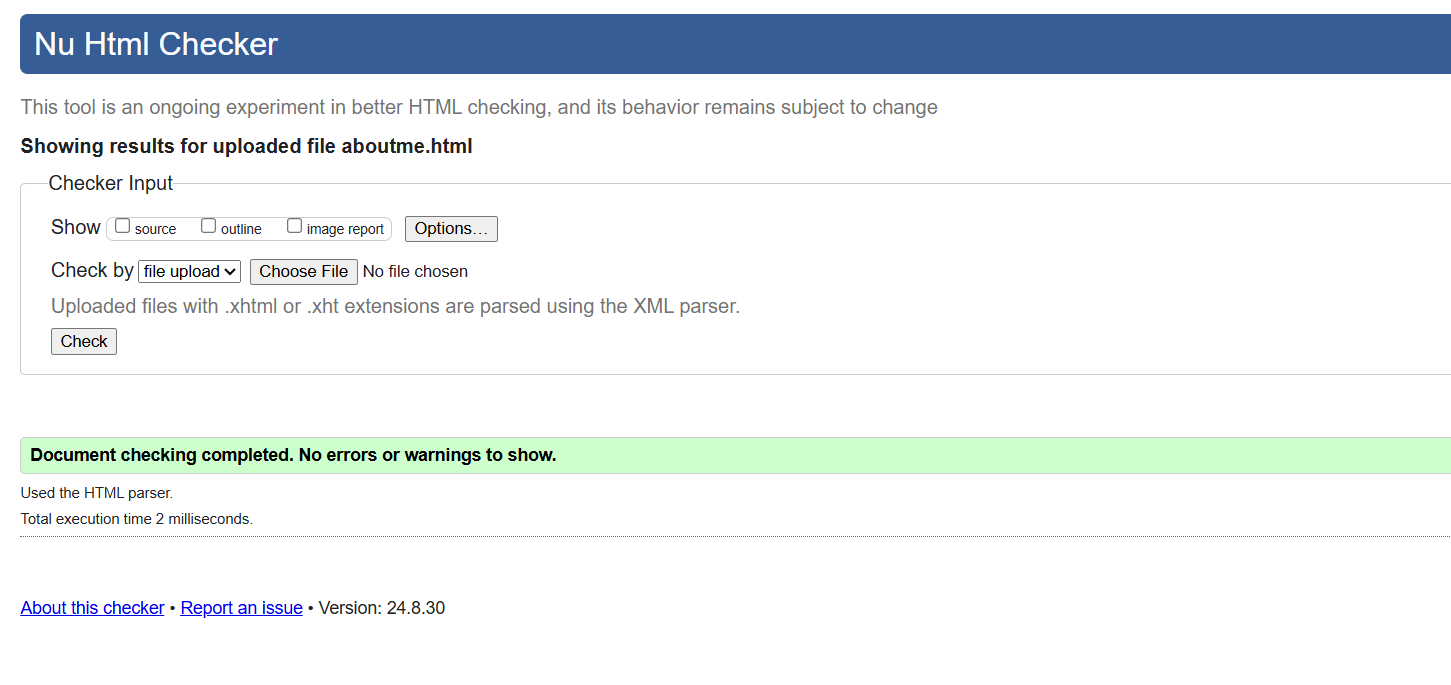 Nu Html Checker
This tool is an ongoing experiment in better HTML checking, and its behavior remains subject to change
Showing results for uploaded file aboutme.html
Checker Input
Show source outline image report Options…
Check by file upload Choose File No file chosen
Uploaded files with .xhtml or .xht extensions are parsed using the XML parser.
Check
Document checking completed. No errors or warnings to show.
Used the HTML parser.
Total execution time 2 milliseconds.
About this checker • Report an issue • Version: 24.8.30